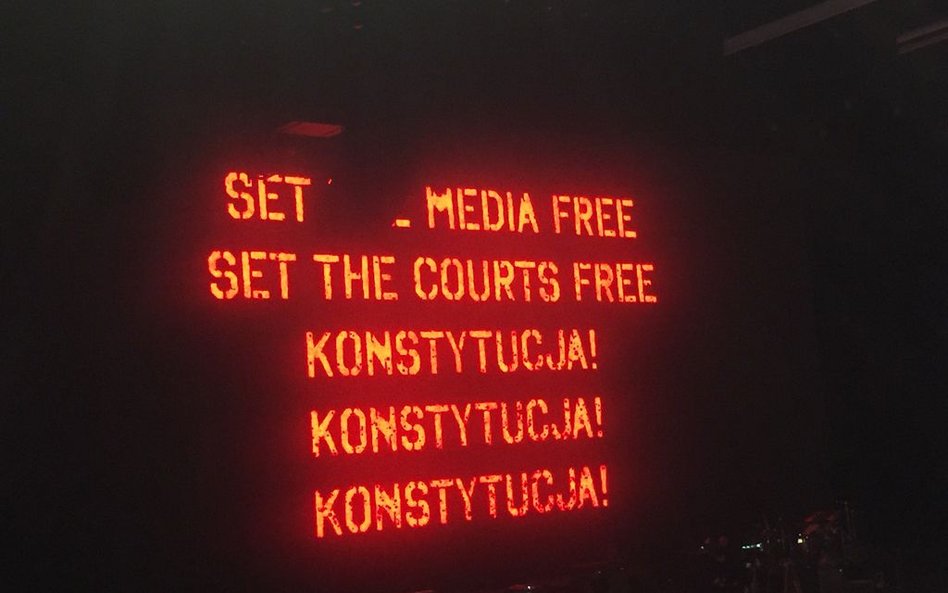 SET MEDIA FREE
SET THE COURTS FREE
KONSTYTUCJA!
KONSTYTUCJA!
KONSTYTUCJA!